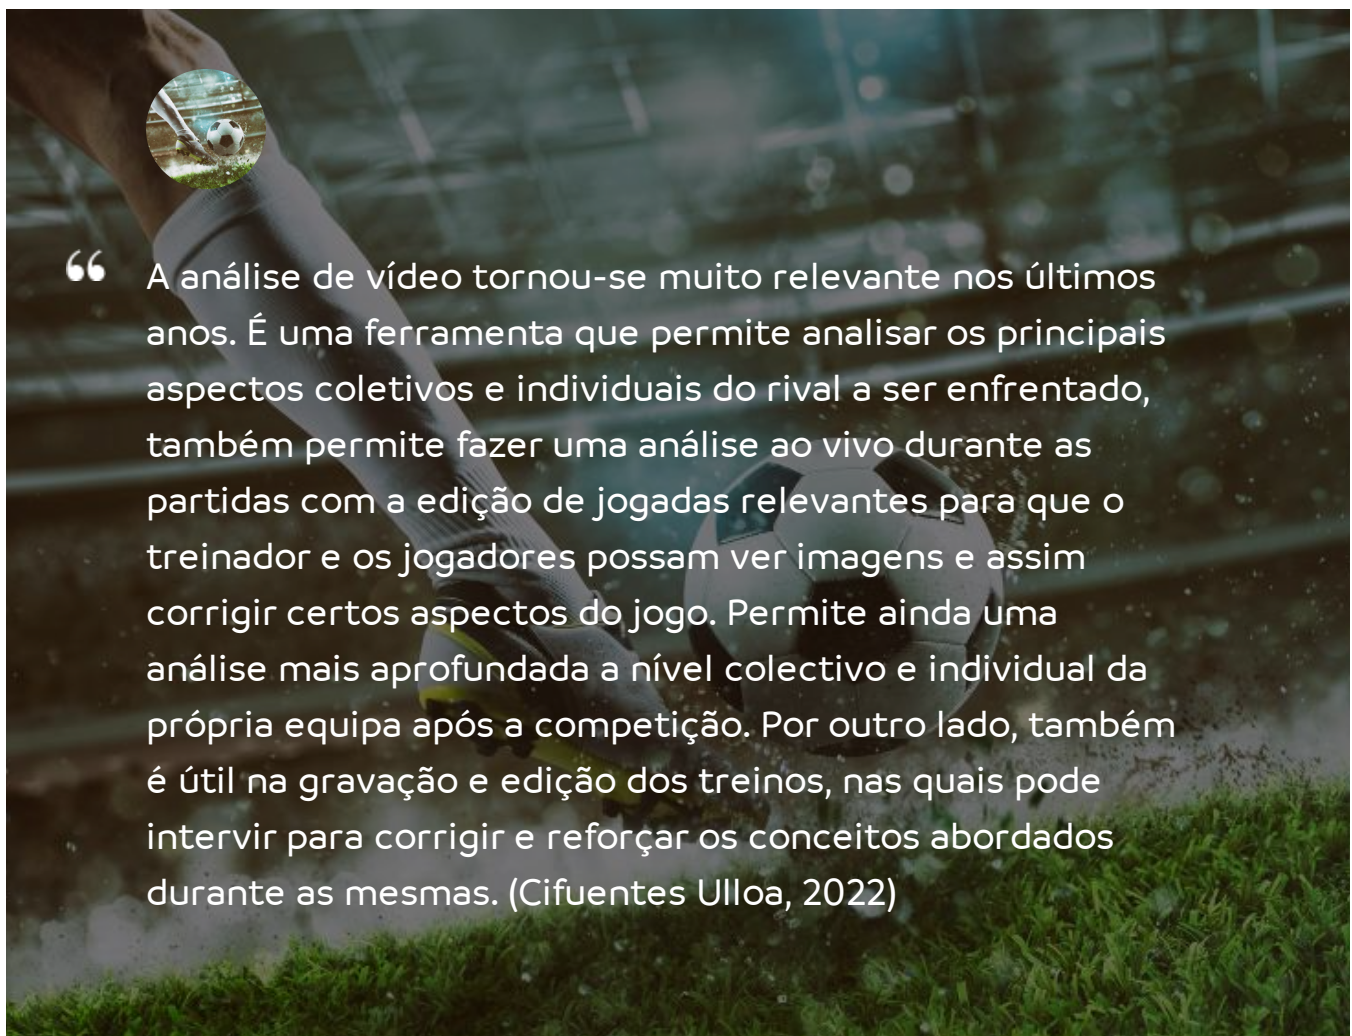 “ A análise de vídeo tornou-se muito relevante nos últimos
anos. É uma ferramenta que permite analisar os principais
aspectos coletivos e individuais do rival a ser enfrentado,
também permite fazer uma análise ao vivo durante as
partidas com a edição de jogadas relevantes para que o
treinador e os jogadores possam ver imagens e assim
corrigir certos aspectos do jogo. Permite ainda uma
análise mais aprofundada a nível colectivo e individual da
própria equipa após a competição. Por outro lado, também
é útil na gravação e edição dos treinos, nas quais pode
intervir para corrigir e reforçar os conceitos abordados
durante as mesmas. (Cifuentes Ulloa, 2022)